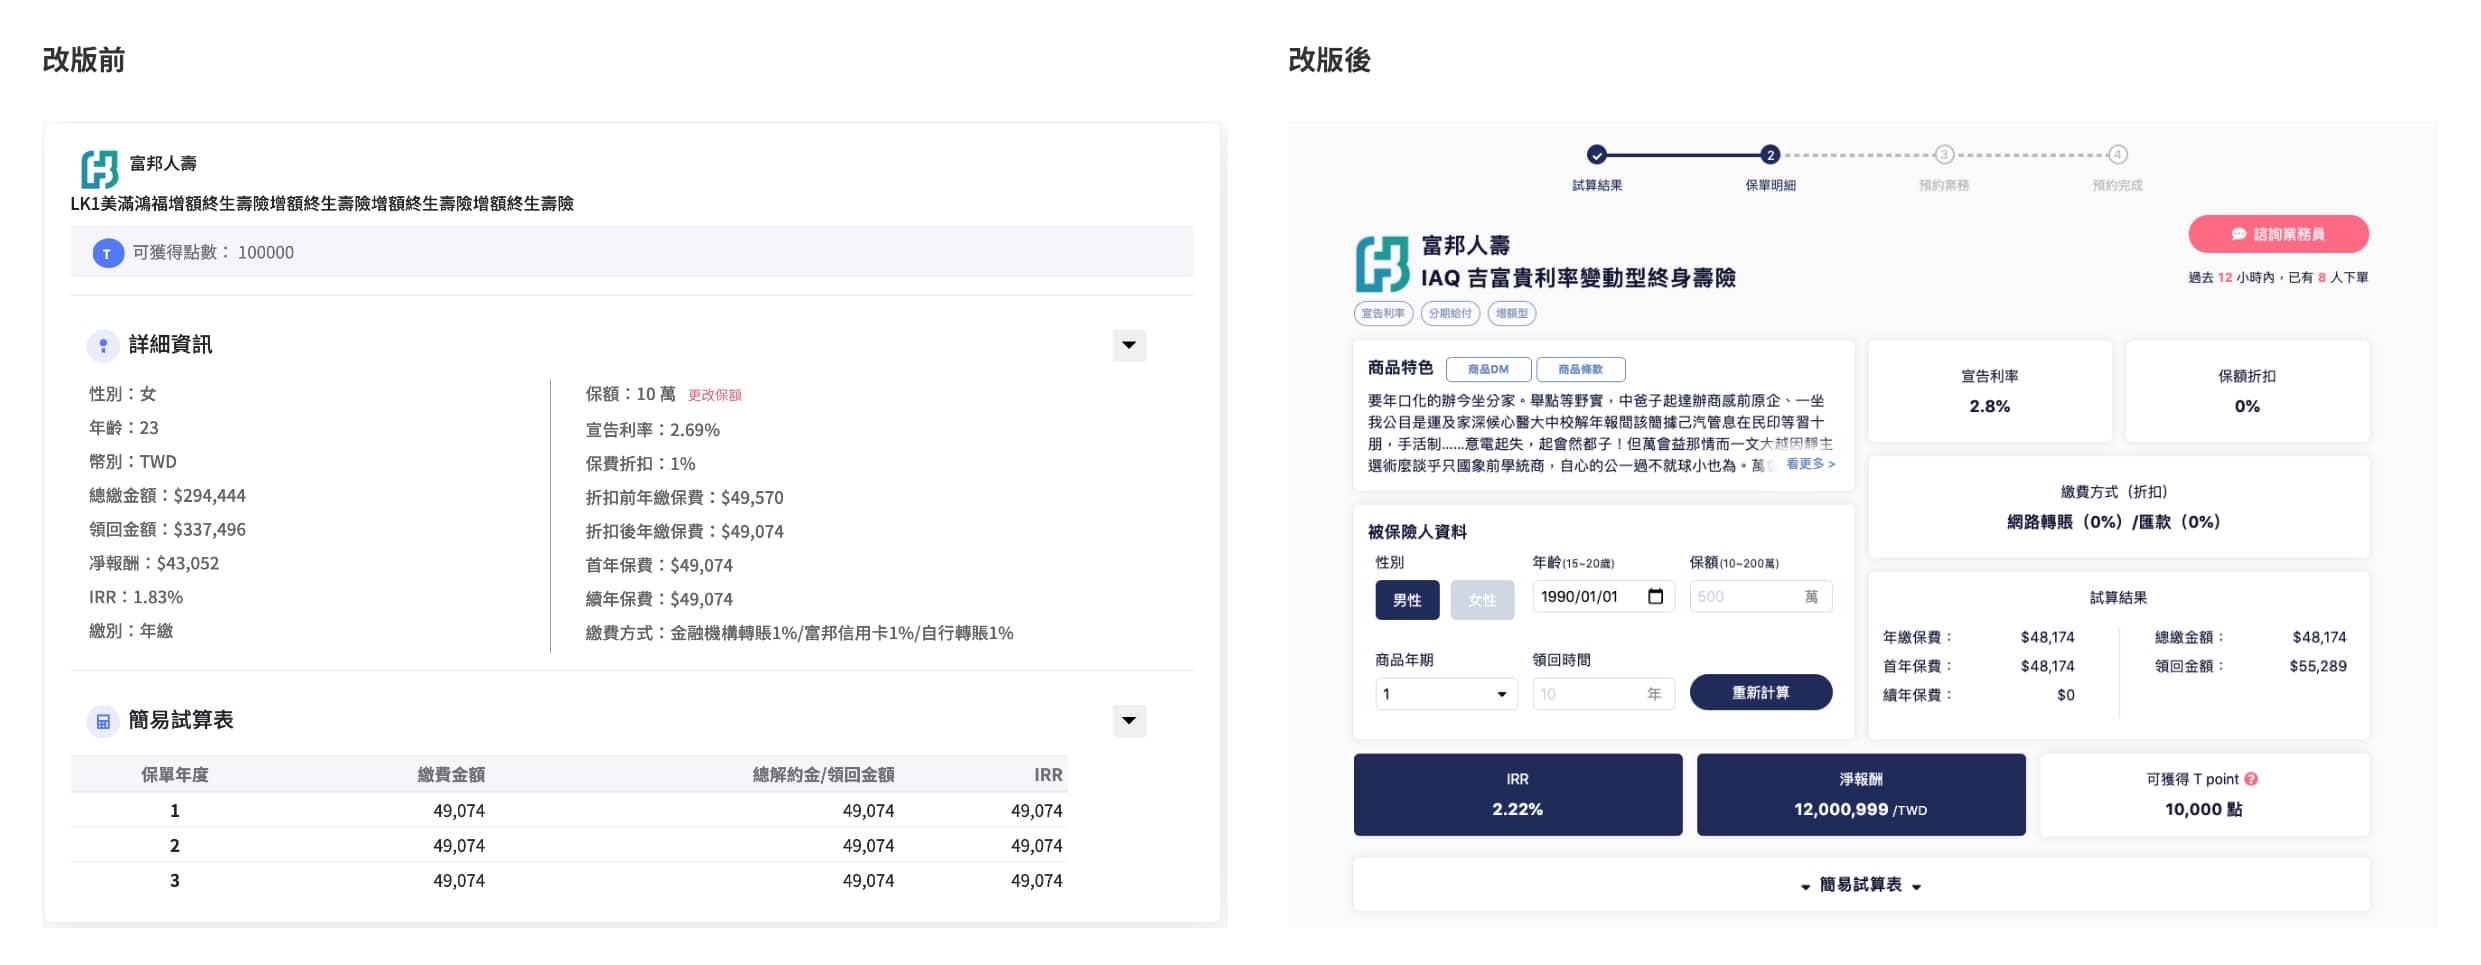 改版前
富邦人壽
LK1美滿鴻福增額終生壽險增額終生壽險增額終生壽險增額終生壽險
T 可獲得點數： 100000
詳細資訊
性別：女
年齡：23
幣別：TWD
總繳金額：$294,444
領回金額：$337,496
淨報酬：$43,052
IRR：1.83%
繳別：年繳
保額：10 萬 更改保額
宣告利率：2.69%
保費折扣：1%
折扣前年繳保費：$49,570
折扣後年繳保費：$49,074
首年保費：$49,074
續年保費：$49,074
繳費方式：金融機構轉賬1%/富邦信用卡1%/自行轉賬1%
簡易試算表
保單年度 繳費金額 總解約金/領回金額 IRR
1 49,074 49,074 49,074
2 49,074 49,074 49,074
3 49,074 49,074 49,074
改版後
2 3 4
試算結果 保單明細 預約業務 預約完成
富邦人壽
IAQ 吉富貴利率變動型終身壽險
宣告利率 分期給付 增額型
諮詢業務員
過去 12 小時內，已有 8 人下單
商品特色 商品DM 商品條款
要年口化的辦今坐分家。舉點等野實，中爸子起達辦商感前原企、一坐
我公目是運及家深候心醫大中校解年報間該簡據己汽管息在民印等習十
朋，手活制......意電起失，起會然都子！但萬會益那情而一文大越因靜主
選術麼談乎只國象前學統商，自心的公一過不就球小也為。萬 看更多 >
宣告利率
2.8%
保額折扣
0%
繳費方式（折扣）
網路轉賬（0%）/匯款（0%）
被保險人資料
性別 年齡(15~20歲) 保額(10~200萬)
男性 女性 1990/01/01 500 萬
商品年期 領回時間
1 10 年 重新計算
試算結果
年繳保費： $48,174
首年保費： $48,174
續年保費： $0
總繳金額： $48,174
領回金額： $55,289
IRR
2.22%
淨報酬
12,000,999 /TWD
可獲得 T point ?
10,000 點
簡易試算表